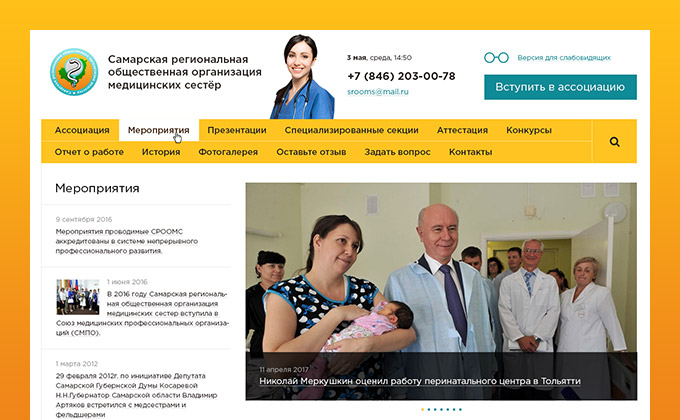 Самарская региональная
общественная организация
медицинских сестёр
3 мая, среда, 14:50
+7 (846) 203-00-78
srooms@mail.ru
Версия для слабовидящих
Вступить в ассоциацию
Ассоциация Мероприятия Презентации Специализированные секции Аттестация Конкурсы
Отчет о работе История Фотогалерея Оставьте отзыв Задать вопрос Контакты
Мероприятия
9 сентября 2016
Мероприятия проводимые СРООМС
аккредитованы в системе непрерывного
профессионального развития.
1 июня 2016
В 2016 году Самарская региональ-
ная общественная организация
медицинских сестер вступила в
Союз медицинских профессиональных организа-
ций (СМПО).
1 марта 2012
29 февраля 2012г. по инициативе Депутата
Самарской Губернской Думы Косаревой
Н.Н.Губернатор Самарской области Владимир
Артяков встретился с медсестрами и
фельдшерами
11 апреля 2017
Николай Меркушкин оценил работу перинатального центра в Тольятти